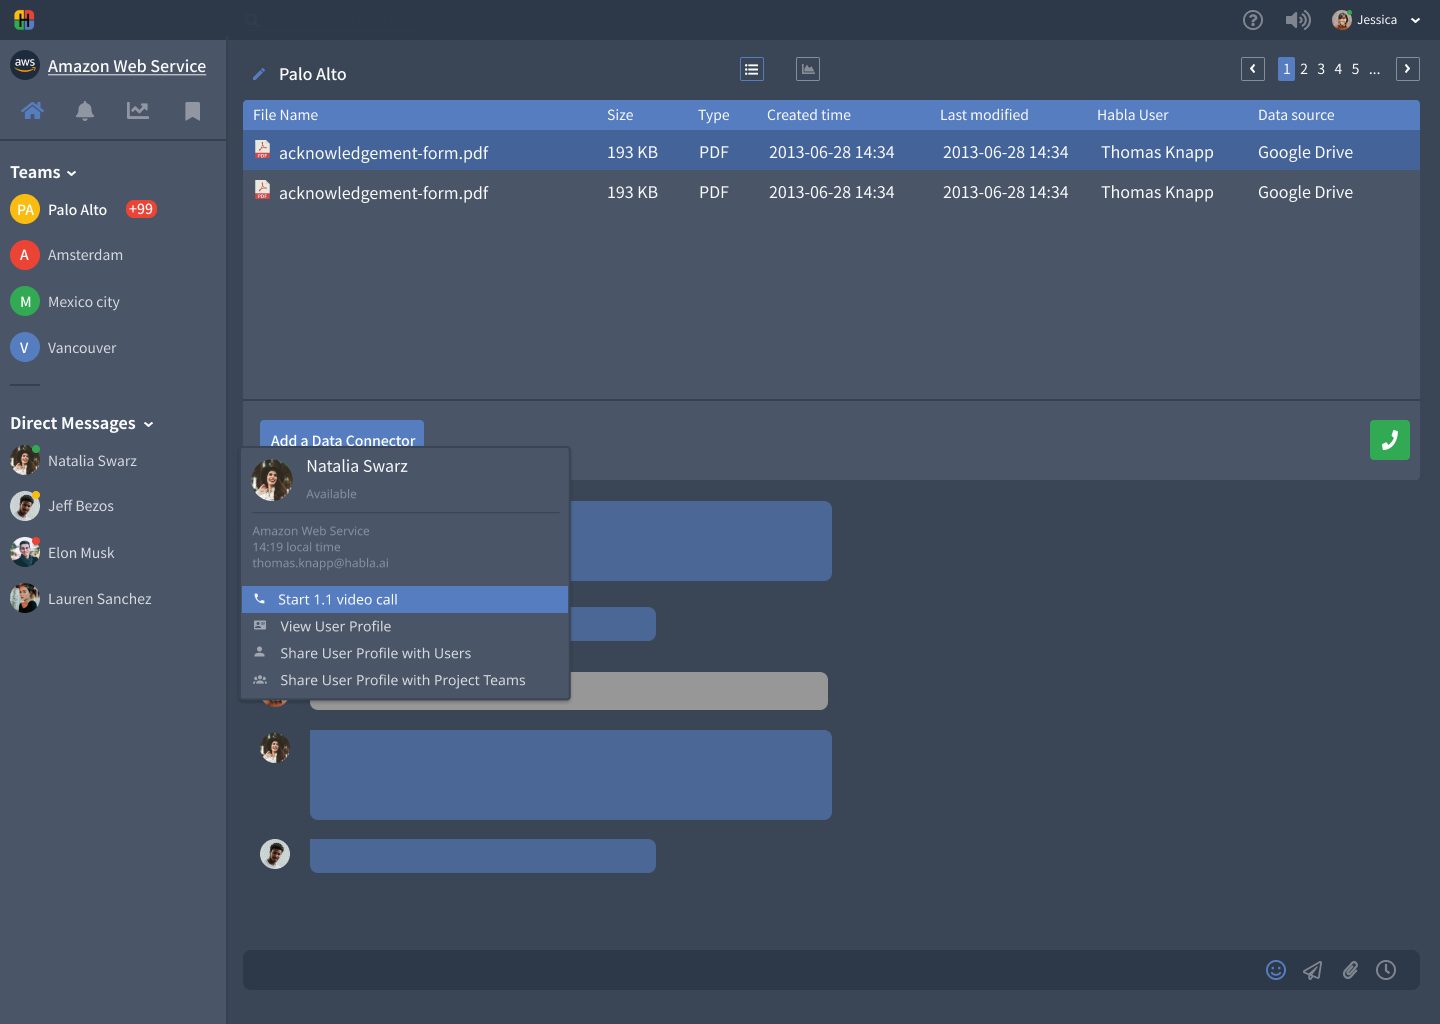 Jessica
aws Amazon Web Service
Palo Alto
1 2 3 4 5 ...
File Name Size Type Created time Last modified Habla User Data source
PDF acknowledgement-form.pdf 193 KB PDF 2013-06-28 14:34 2013-06-28 14:34 Thomas Knapp Google Drive
PDF acknowledgement-form.pdf 193 KB PDF 2013-06-28 14:34 2013-06-28 14:34 Thomas Knapp Google Drive
Teams
PA Palo Alto +99
A Amsterdam
M Mexico city
V Vancouver
Direct Messages
Natalia Swarz
Jeff Bezos
Elon Musk
Lauren Sanchez
Add a Data Connector
Natalia Swarz
Available
Amazon Web Service
14:19 local time
thomas.knapp@habla.ai
Start 1.1 video call
View User Profile
Share User Profile with Users
Share User Profile with Project Teams